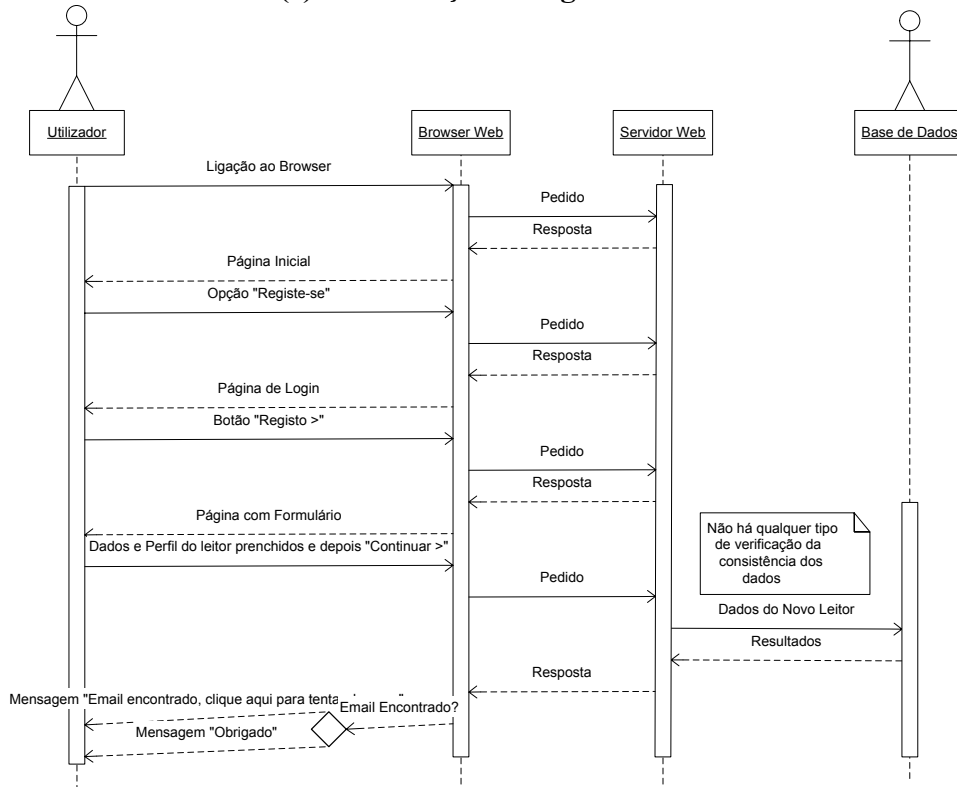 Utilizador
Browser Web
Servidor Web
Base de Dados
Ligação ao Browser
Pedido
Resposta
Página Inicial
Opção "Registe-se"
Pedido
Resposta
Página de Login
Botão "Registo >"
Pedido
Resposta
Página com Formulário
Não há qualquer tipo
de verificação da
consistência dos
dados
Dados e Perfil do leitor prenchidos e depois "Continuar >"
Pedido
Dados do Novo Leitor
Resultados
Resposta
Mensagem "Email encontrado, clique aqui para
Email Encontrado?
Mensagem "Obrigado"